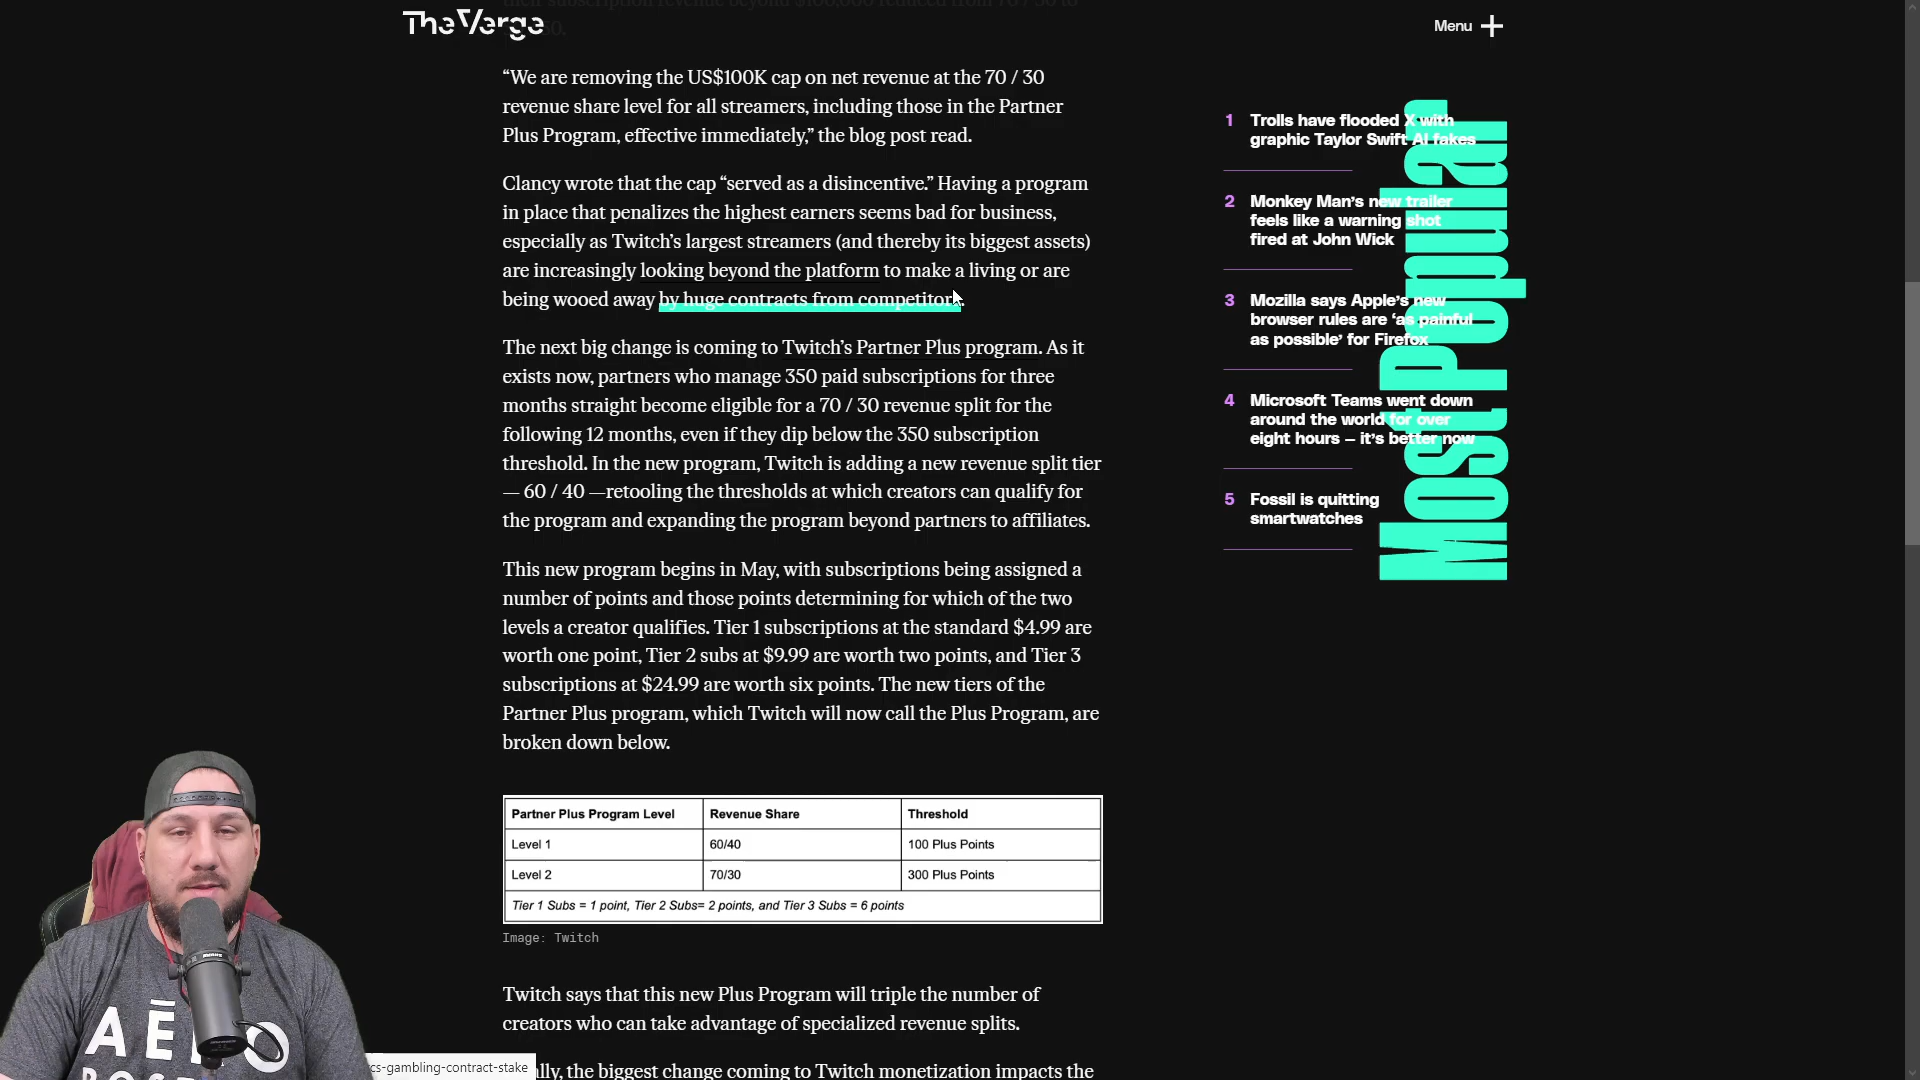 their subscription revenue beyond $100,000 reduced from 70 / 30 to
The Verge
50.
Menu
“We are removing the US$100K cap on net revenue at the 70 / 30
revenue share level for all streamers, including those in the Partner
Plus Program, effective immediately,” the blog post read.
Clancy wrote that the cap “served as a disincentive.” Having a program
in place that penalizes the highest earners seems bad for business,
especially as Twitch’s largest streamers (and thereby its biggest assets)
are increasingly looking beyond the platform to make a living or are
being wooed away by huge contracts from competitors.
The next big change is coming to Twitch’s Partner Plus program. As it
exists now, partners who manage 350 paid subscriptions for three
months straight become eligible for a 70 / 30 revenue split for the
following 12 months, even if they dip below the 350 subscription
threshold. In the new program, Twitch is adding a new revenue split tier
— 60 / 40 —retooling the thresholds at which creators can qualify for
the program and expanding the program beyond partners to affiliates.
This new program begins in May, with subscriptions being assigned a
number of points and those points determining for which of the two
levels a creator qualifies. Tier 1 subscriptions at the standard $4.99 are
worth one point, Tier 2 subs at $9.99 are worth two points, and Tier 3
subscriptions at $24.99 are worth six points. The new tiers of the
Partner Plus program, which Twitch will now call the Plus Program, are
broken down below.
Partner Plus Program Level Revenue Share Threshold
Level 1 60/40 100 Plus Points
Level 2 70/30 300 Plus Points
Tier 1 Subs = 1 point, Tier 2 Subs= 2 points, and Tier 3 Subs = 6 points
Image: Twitch
Twitch says that this new Plus Program will triple the number of
creators who can take advantage of specialized revenue splits.
the biggest change coming to Twitch monetization impacts the
Most Popular
1 Trolls have flooded X with
graphic Taylor Swift AI fakes
2 Monkey Man’s new trailer
feels like a warning shot
fired at John Wick
3 Mozilla says Apple’s new
browser rules are ‘as painful
as possible’ for Firefox
4 Microsoft Teams went down
around the world for over
eight hours — it’s better now
5 Fossil is quitting
smartwatches
cs-gambling-contract-stake